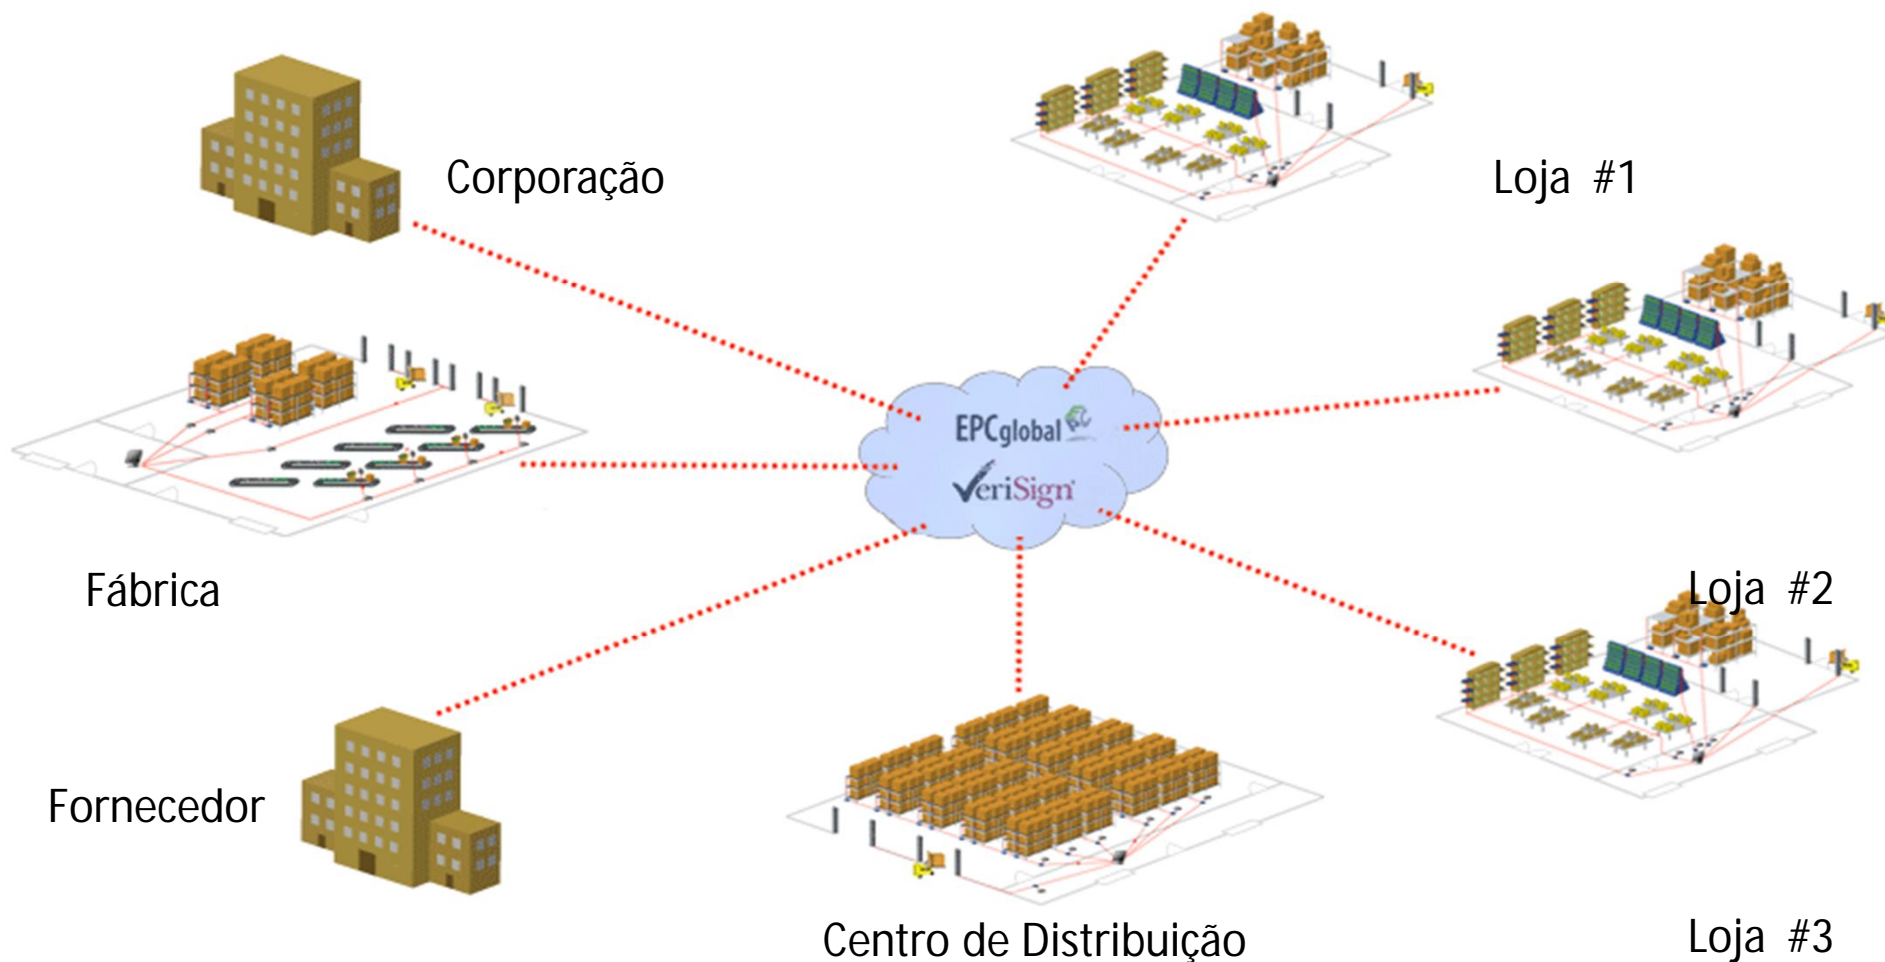 Corporação
Loja #1
EPCglobal
VeriSign
Fábrica
Loja #2
Fornecedor
Centro de Distribuição
Loja #3